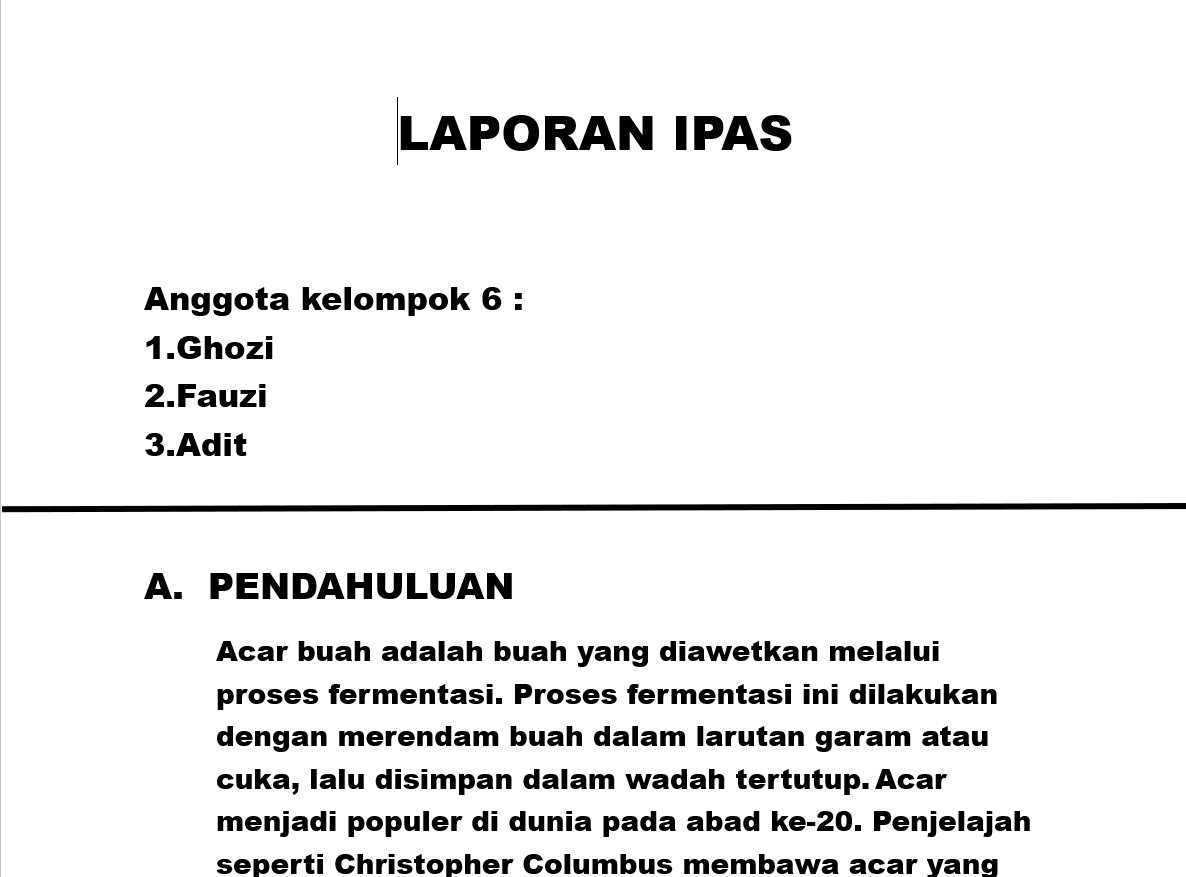 LAPORAN IPAS
Anggota kelompok 6 :
1.Ghozi
2.Fauzi
3.Adit
A. PENDAHULUAN
Acar buah adalah buah yang diawetkan melalui
proses fermentasi. Proses fermentasi ini dilakukan
dengan merendam buah dalam larutan garam atau
cuka, lalu disimpan dalam wadah tertutup. Acar
menjadi populer di dunia pada abad ke-20. Penjelajah
seperti Christopher Columbus membawa acar yang